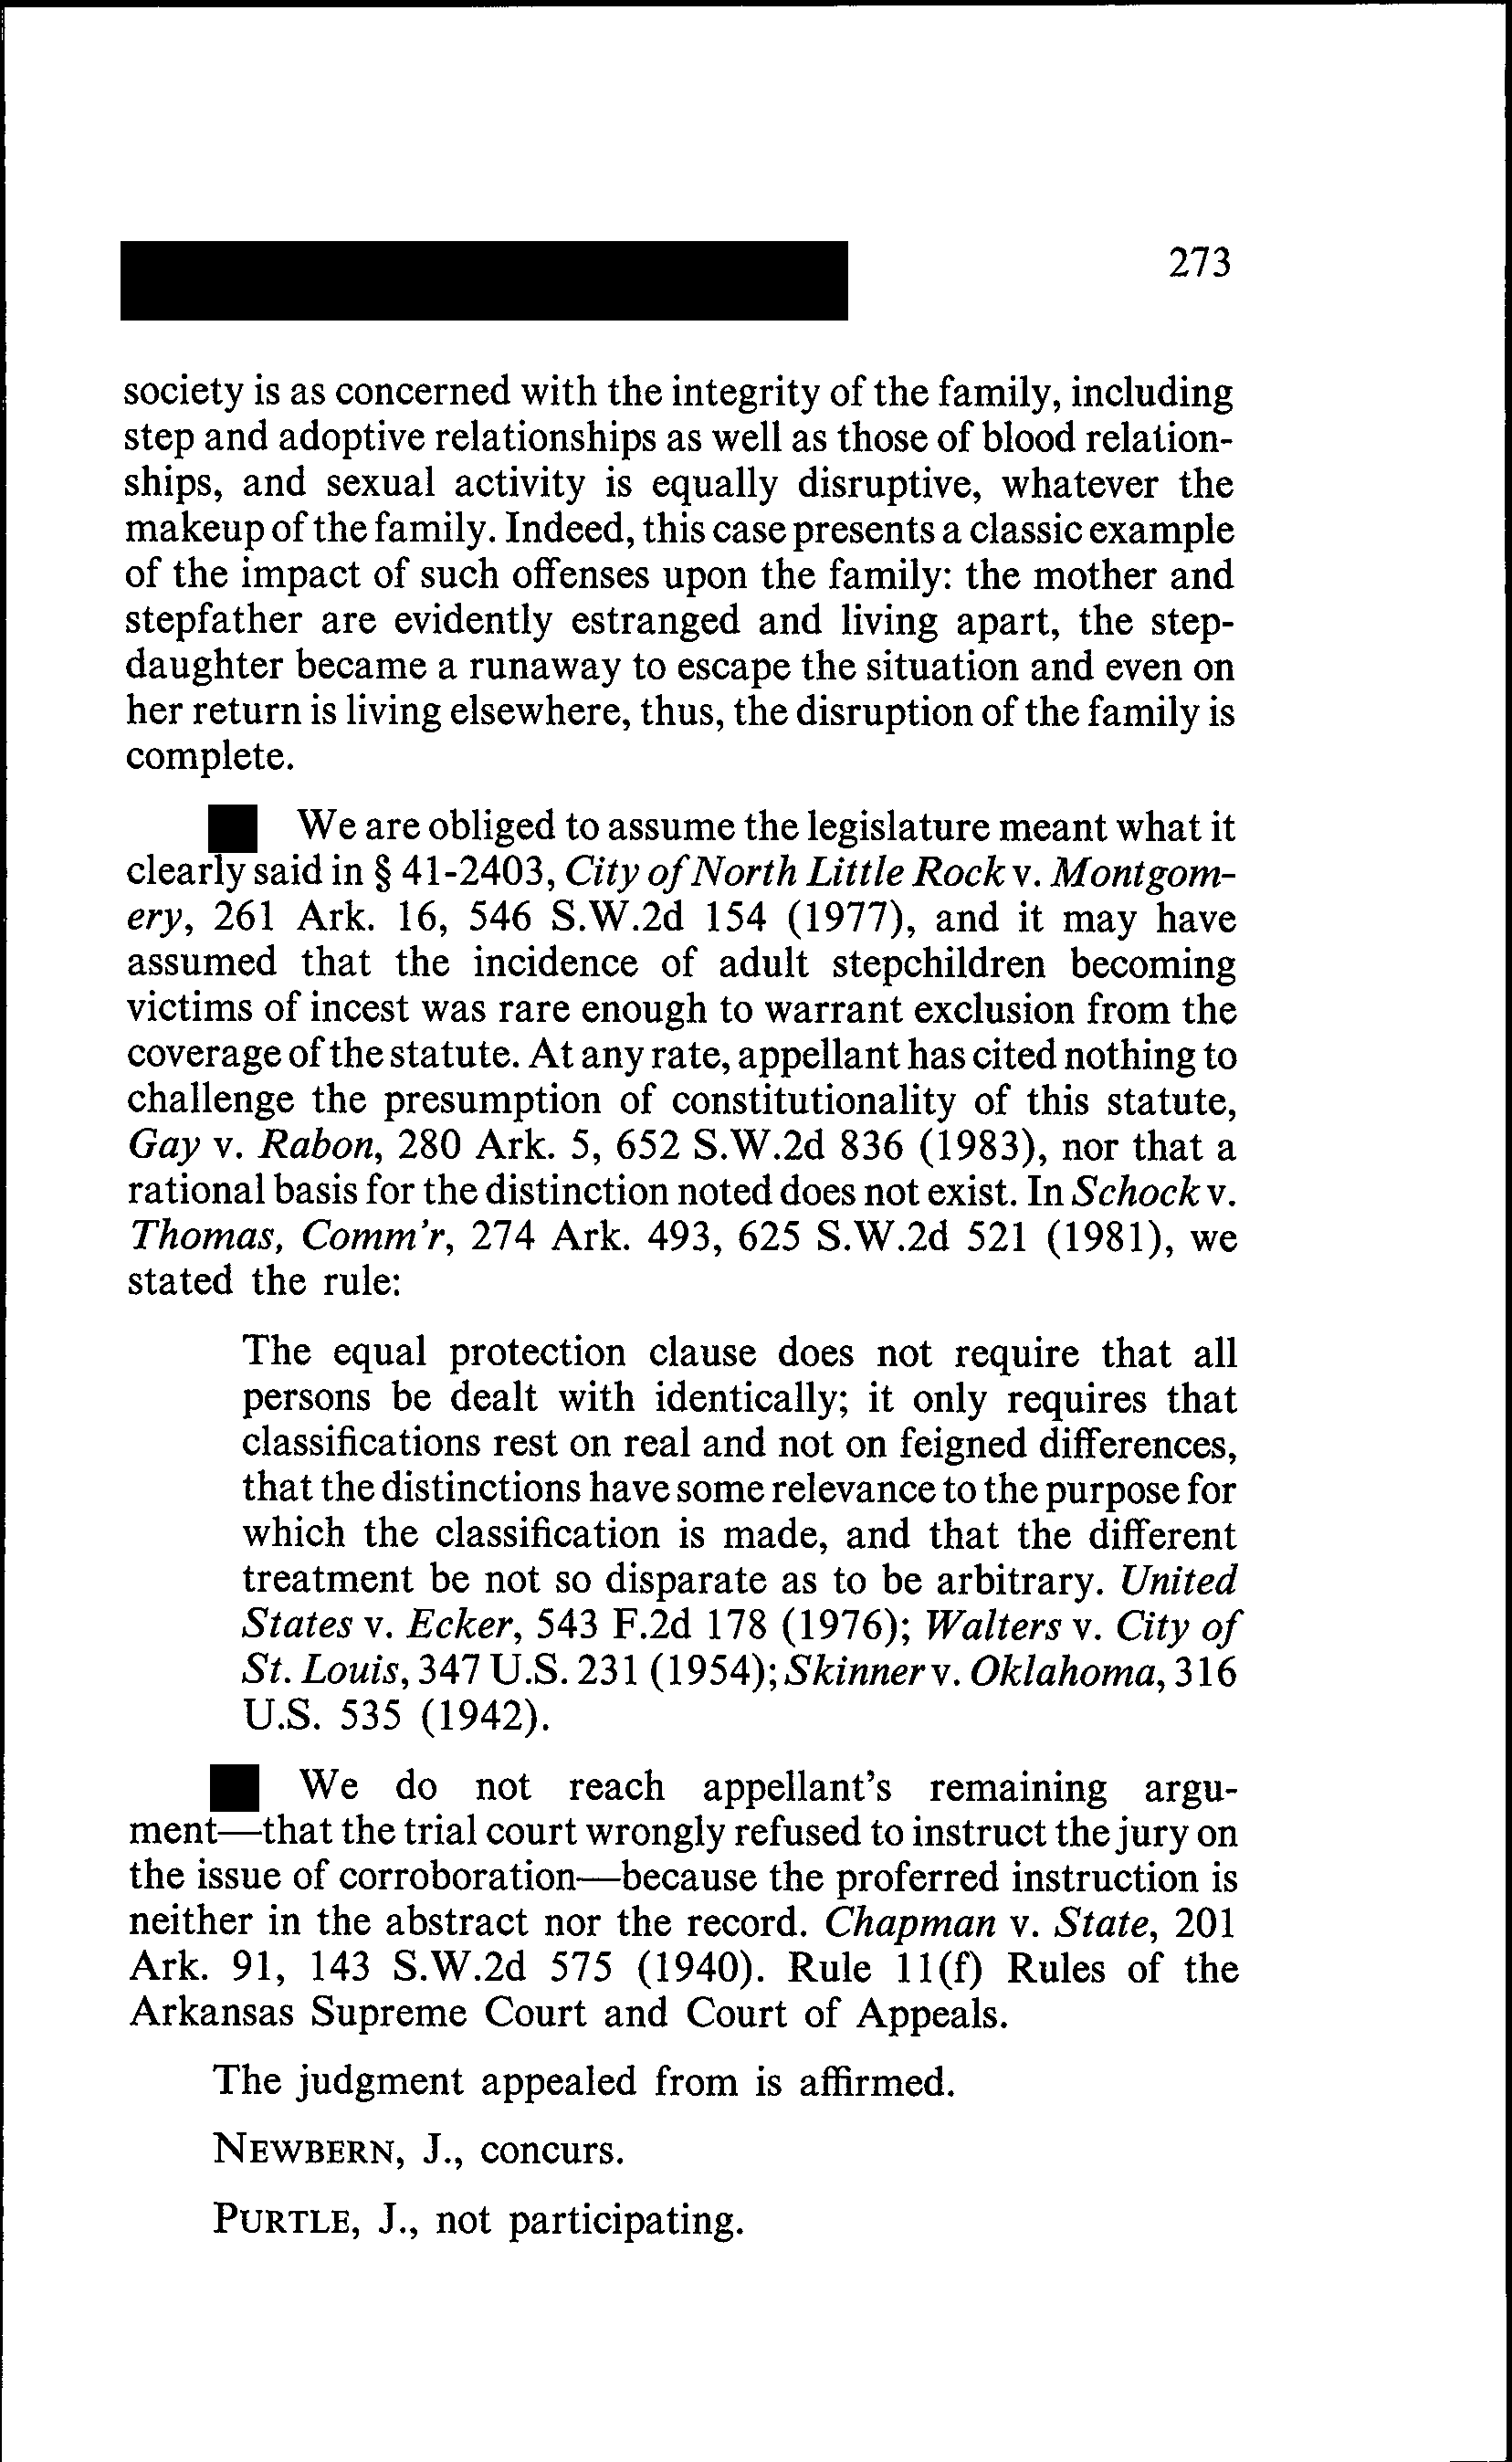 273
society is as concerned with the integrity of the family, including
step and adoptive relationships as well as those of blood relation-
ships, and sexual activity is equally disruptive, whatever the
makeup of the family. Indeed, this case presents a classic example
of the impact of such offenses upon the family: the mother and
stepfather are evidently estranged and living apart, the step-
daughter became a runaway to escape the situation and even on
her return is living elsewhere, thus, the disruption of the family is
complete.
We are obliged to assume the legislature meant what it
clearly said in § 41-2403, City of North Little Rock v. Montgom-
ery, 261 Ark. 16, 546 S.W.2d 154 (1977), and it may have
assumed that the incidence of adult stepchildren becoming
victims of incest was rare enough to warrant exclusion from the
coverage of the statute. At any rate, appellant has cited nothing to
challenge the presumption of constitutionality of this statute,
Gay v. Rabon, 280 Ark. 5, 652 S.W.2d 836 (1983), nor that a
rational basis for the distinction noted does not exist. In Schock v.
Thomas, Comm'r, 274 Ark. 493, 625 S.W.2d 521 (1981), we
stated the rule:
The equal protection clause does not require that all
persons be dealt with identically; it only requires that
classifications rest on real and not on feigned differences,
that the distinctions have some relevance to the purpose for
which the classification is made, and that the different
treatment be not so disparate as to be arbitrary. United
States v. Ecker, 543 F.2d 178 (1976); Walters v. City of
St. Louis, 347 U.S. 231 (1954); Skinner v. Oklahoma, 316
U.S. 535 (1942).
We do not reach appellant's remaining argu-
ment—that the trial court wrongly refused to instruct the jury on
the issue of corroboration—because the proferred instruction is
neither in the abstract nor the record. Chapman v. State, 201
Ark. 91, 143 S.W.2d 575 (1940). Rule 11(f) Rules of the
Arkansas Supreme Court and Court of Appeals.
The judgment appealed from is affirmed.
NEWBERN, J., concurs.
PURTLE, J., not participating.